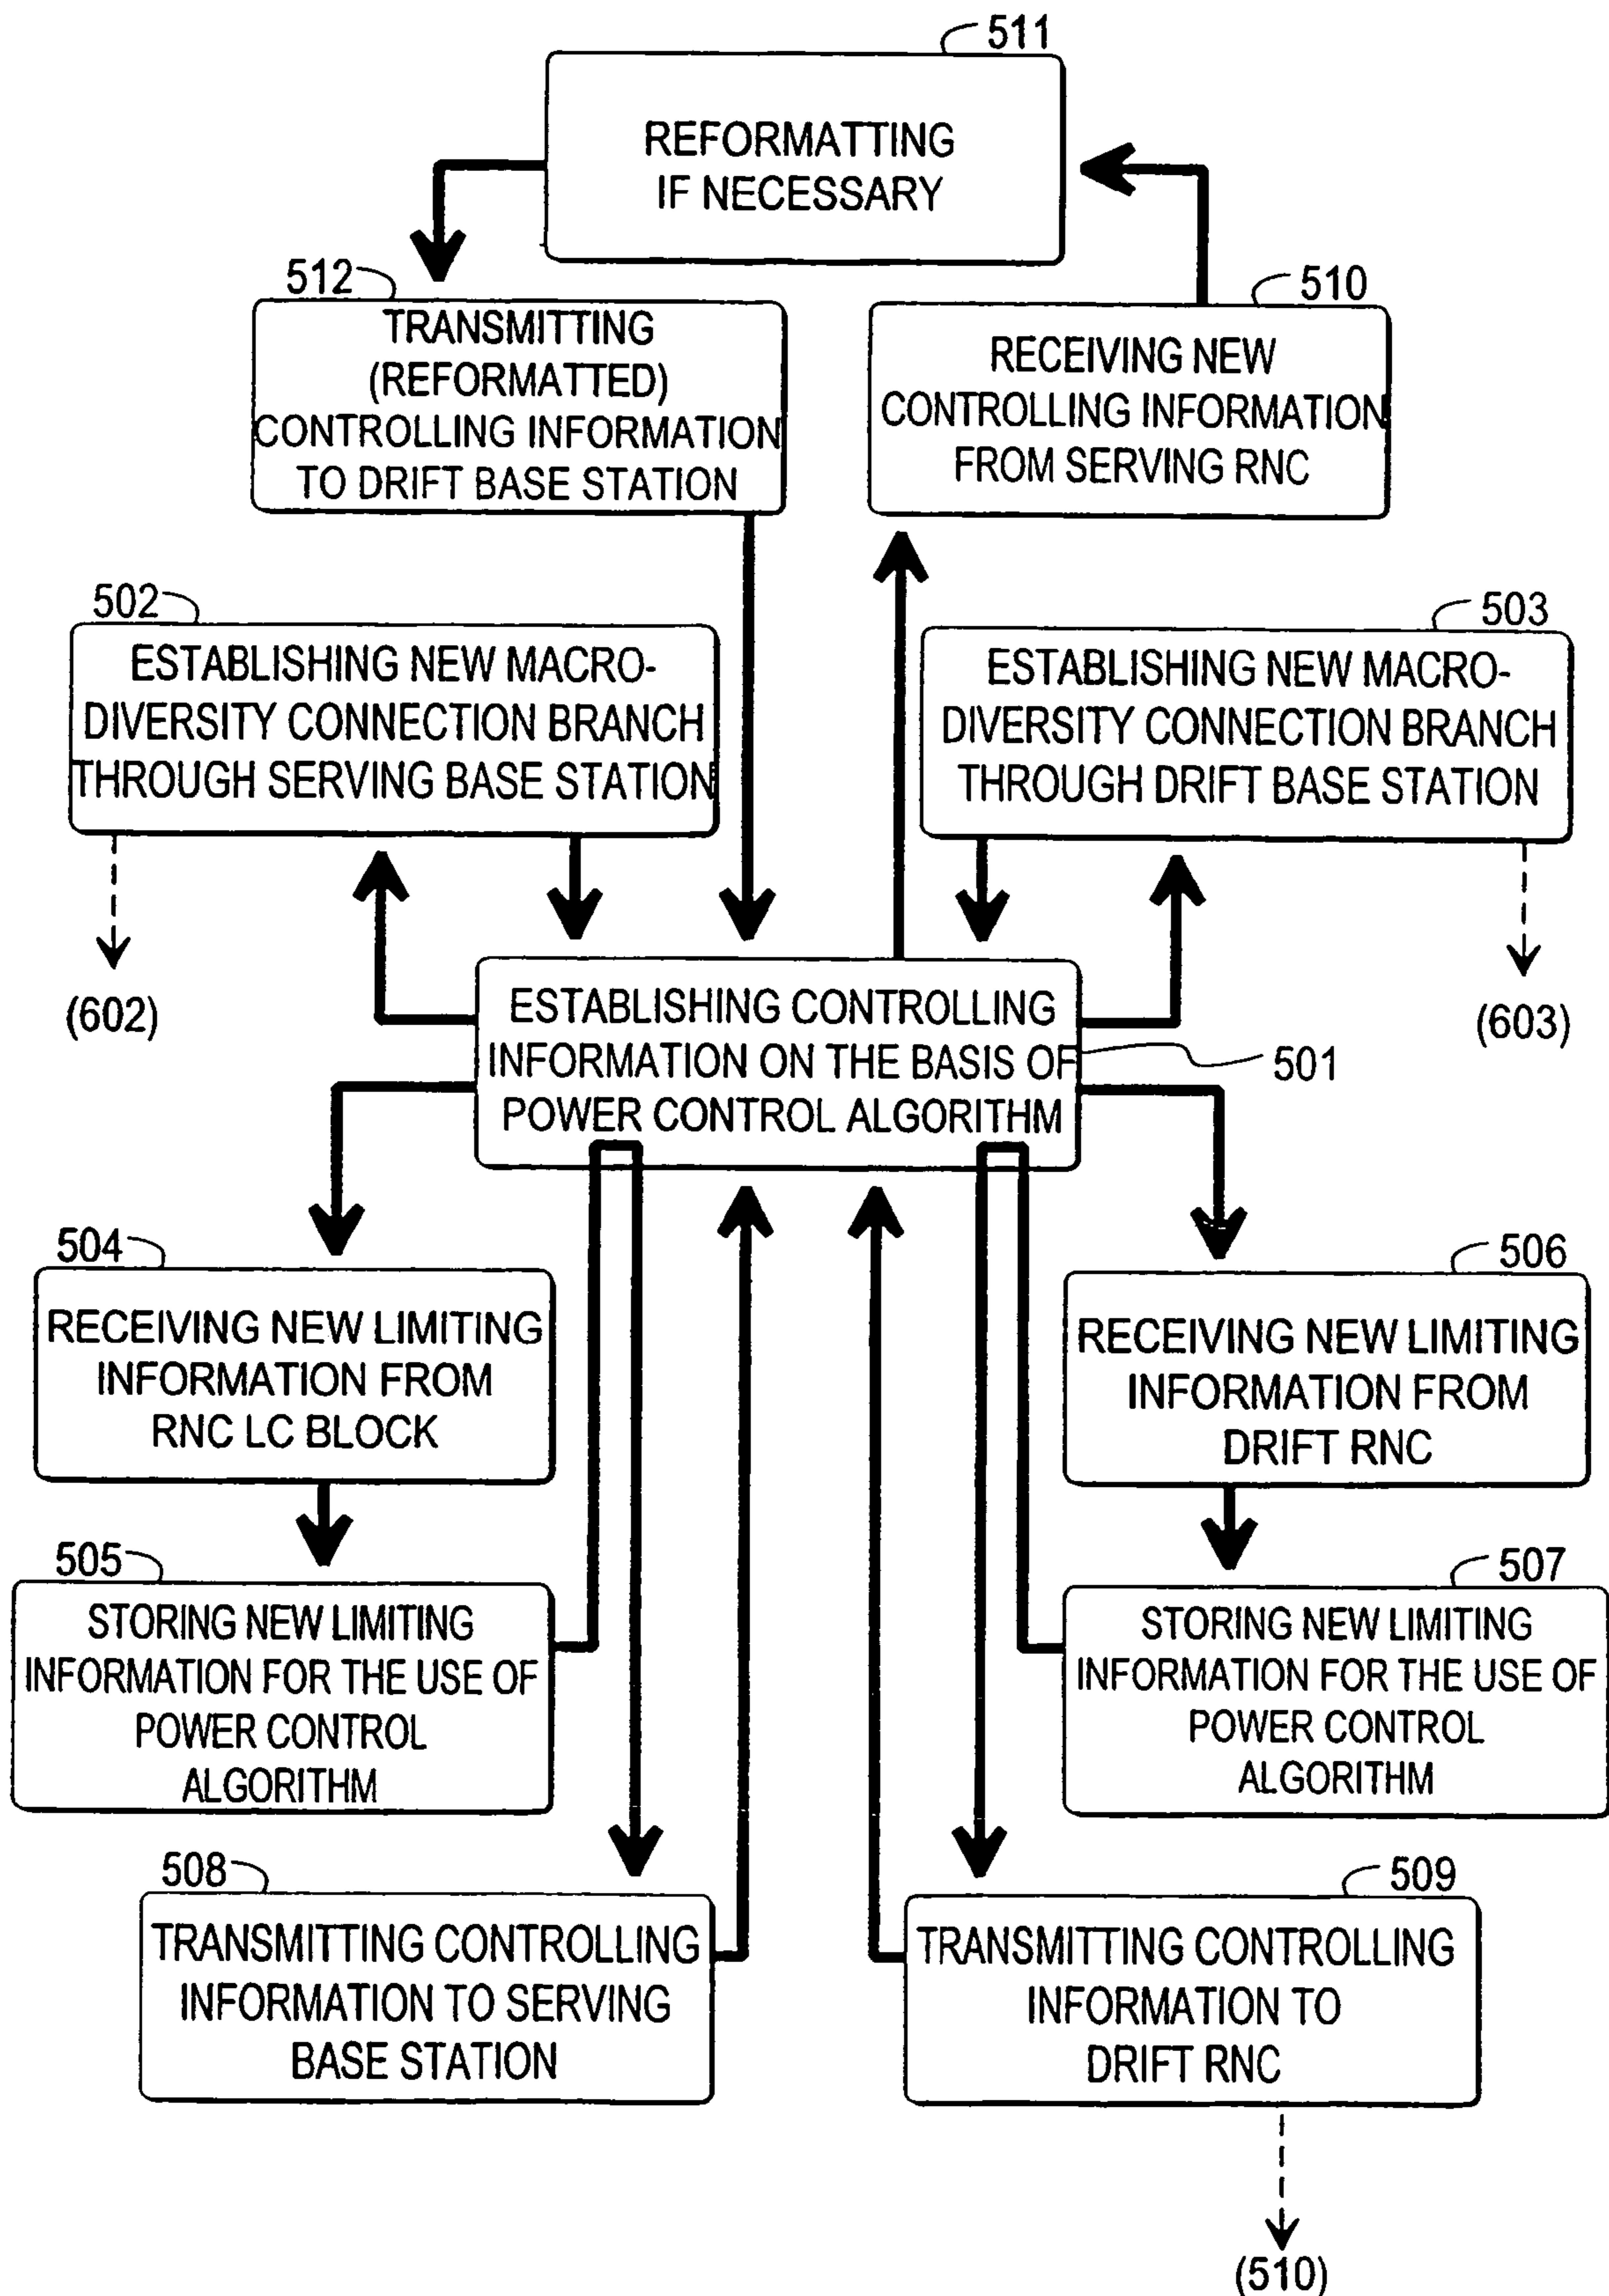 511
REFORMATTING
IF NECESSARY
512
TRANSMITTING
(REFORMATTED)
CONTROLLING INFORMATION
TO DRIFT BASE STATION
510
RECEIVING NEW
CONTROLLING INFORMATION
FROM SERVING RNC
502
ESTABLISHING NEW MACRO-
DIVERSITY CONNECTION BRANCH
THROUGH SERVING BASE STATION
503
ESTABLISHING NEW MACRO-
DIVERSITY CONNECTION BRANCH
THROUGH DRIFT BASE STATION
(602)
(603)
ESTABLISHING CONTROLLING
INFORMATION ON THE BASIS OF
POWER CONTROL ALGORITHM
501
504
RECEIVING NEW LIMITING
INFORMATION FROM
RNC LC BLOCK
506
RECEIVING NEW LIMITING
INFORMATION FROM
DRIFT RNC
505
STORING NEW LIMITING
INFORMATION FOR THE USE OF
POWER CONTROL
ALGORITHM
507
STORING NEW LIMITING
INFORMATION FOR THE USE OF
POWER CONTROL
ALGORITHM
508
TRANSMITTING CONTROLLING
INFORMATION TO SERVING
BASE STATION
509
TRANSMITTING CONTROLLING
INFORMATION TO
DRIFT RNC
(510)